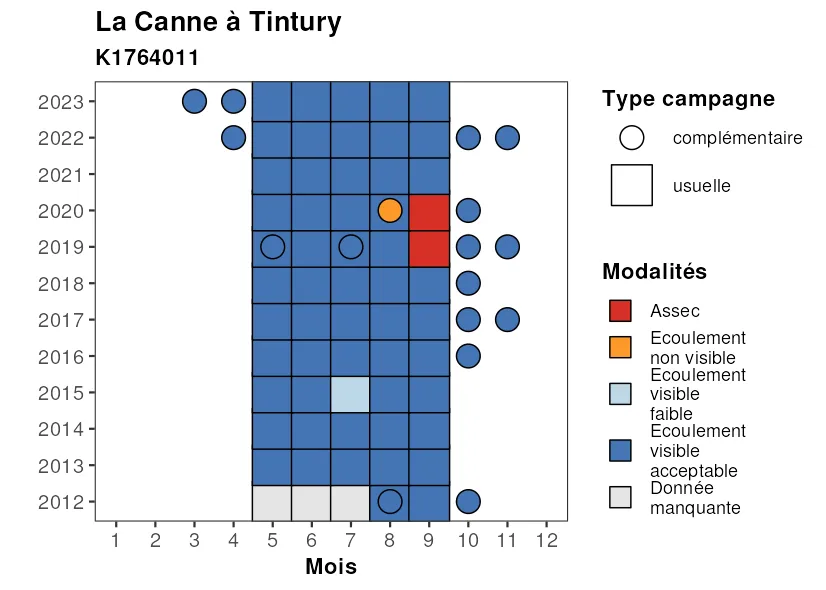 La Canne à Tintury
K1764011
2023
2022
2021
2020
2019
2018
2017
2016
2015
2014
2013
2012
1 2 3 4 5 6 7 8 9 10 11 12
Mois
Type campagne
complémentaire
usuelle
Modalités
Assec
Ecoulement
non visible
Ecoulement
visible
faible
Ecoulement
visible
acceptable
Donnée
manquante